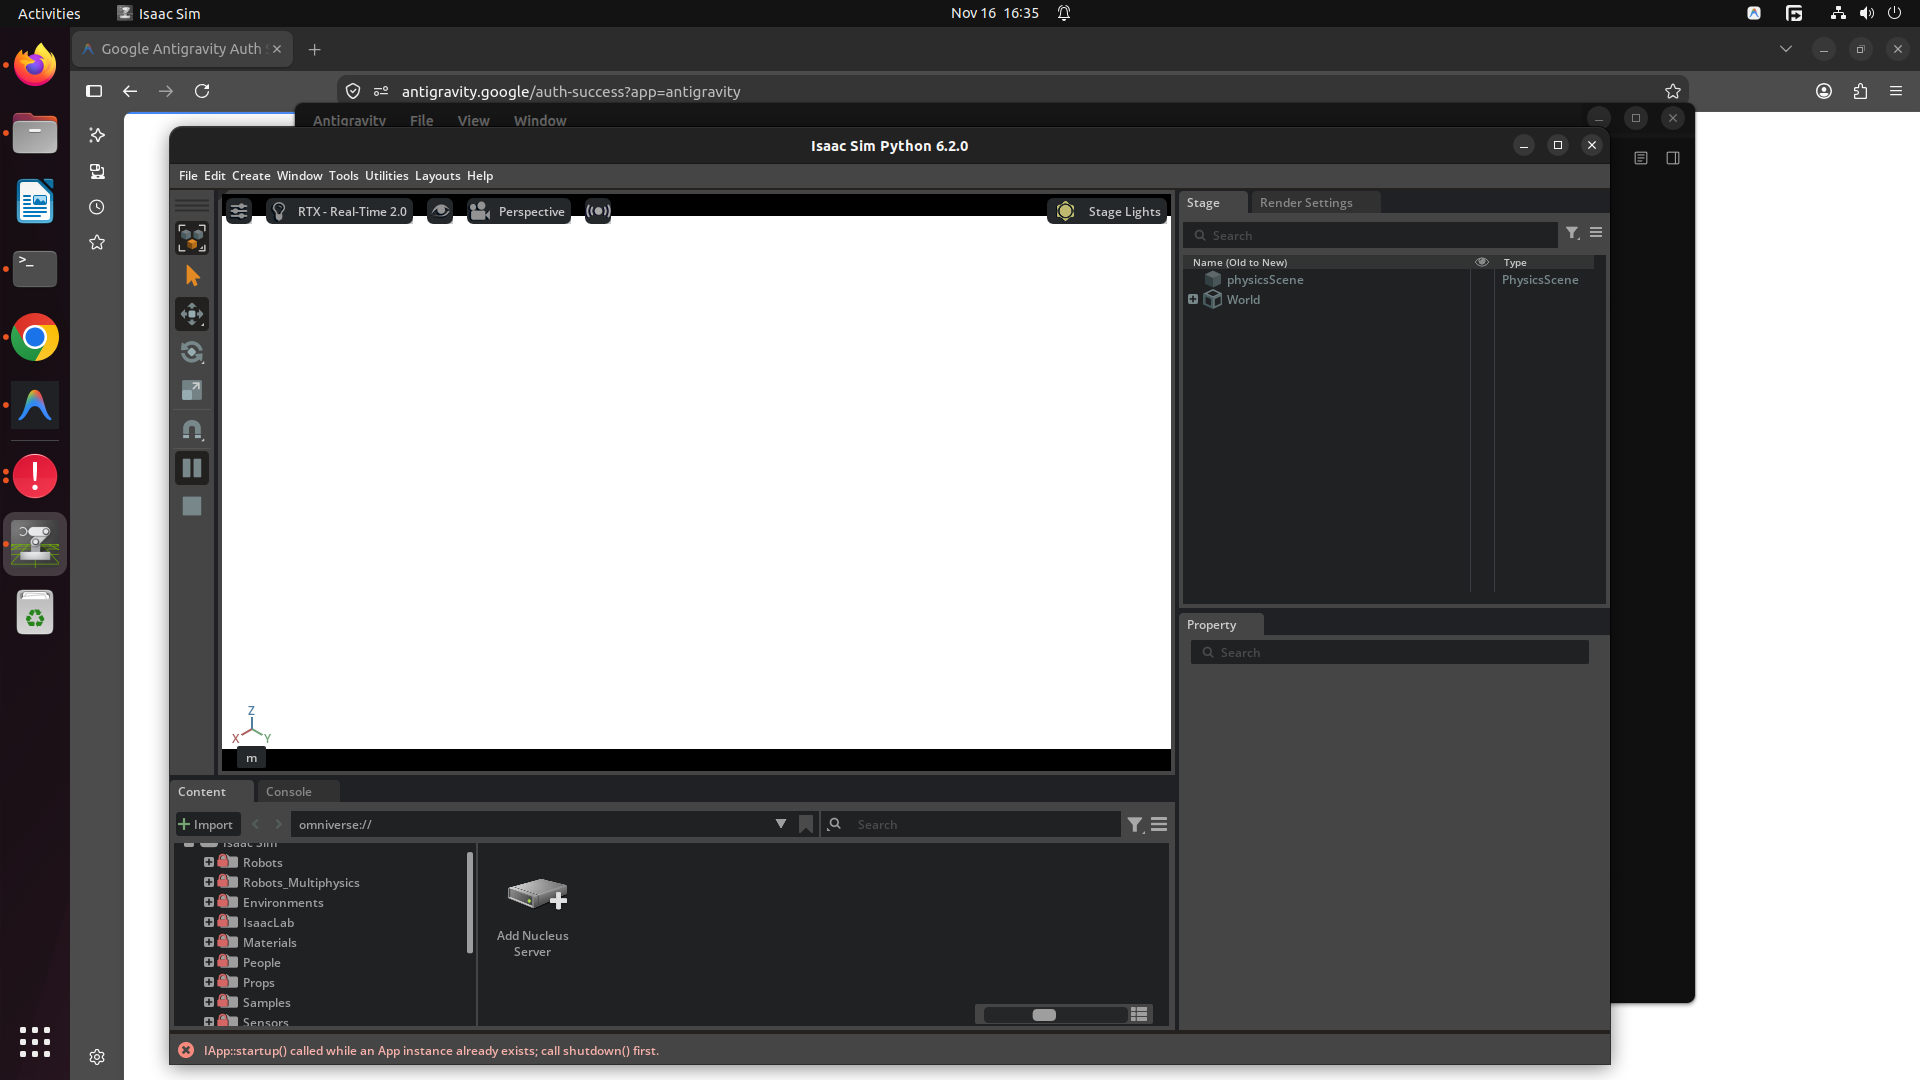 Activities
Isaac Sim
Nov 16 16:35
Google Antigravity Auth
antigravity.google/auth-success?app=antigravity
Antigravity File View Window
Isaac Sim Python 6.2.0
File Edit Create Window Tools Utilities Layouts Help
RTX - Real-Time 2.0
Perspective
Stage Lights
Stage
Render Settings
Search
Name (Old to New)
Type
physicsScene
PhysicsScene
World
Property
Search
Z
X
Y
m
Content
Console
Import
omniverse://
Search
Isaac Sim
Robots
Robots_Multiphysics
Environments
IsaacLab
Materials
People
Props
Samples
Sensors
Add Nucleus
Server
IApp::startup() called while an App instance already exists; call shutdown() first.